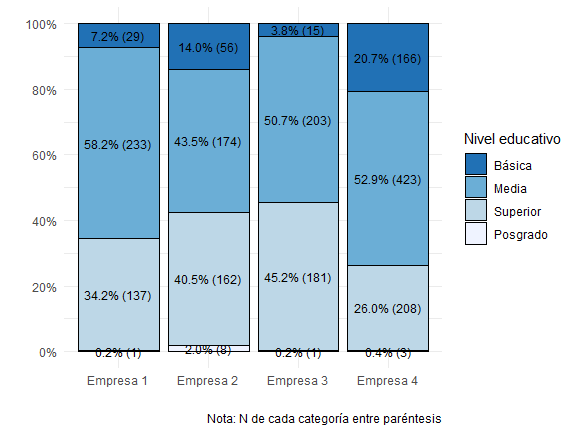 100%
80%
60%
40%
20%
0%
7.2% (29)
58.2% (233)
34.2% (137)
0.2% (1)
14.0% (56)
43.5% (174)
40.5% (162)
2.0% (8)
3.8% (15)
50.7% (203)
45.2% (181)
0.2% (1)
20.7% (166)
52.9% (423)
26.0% (208)
0.4% (3)
Empresa 1
Empresa 2
Empresa 3
Empresa 4
Nivel educativo
Básica
Media
Superior
Posgrado
Nota: N de cada categoría entre paréntesis